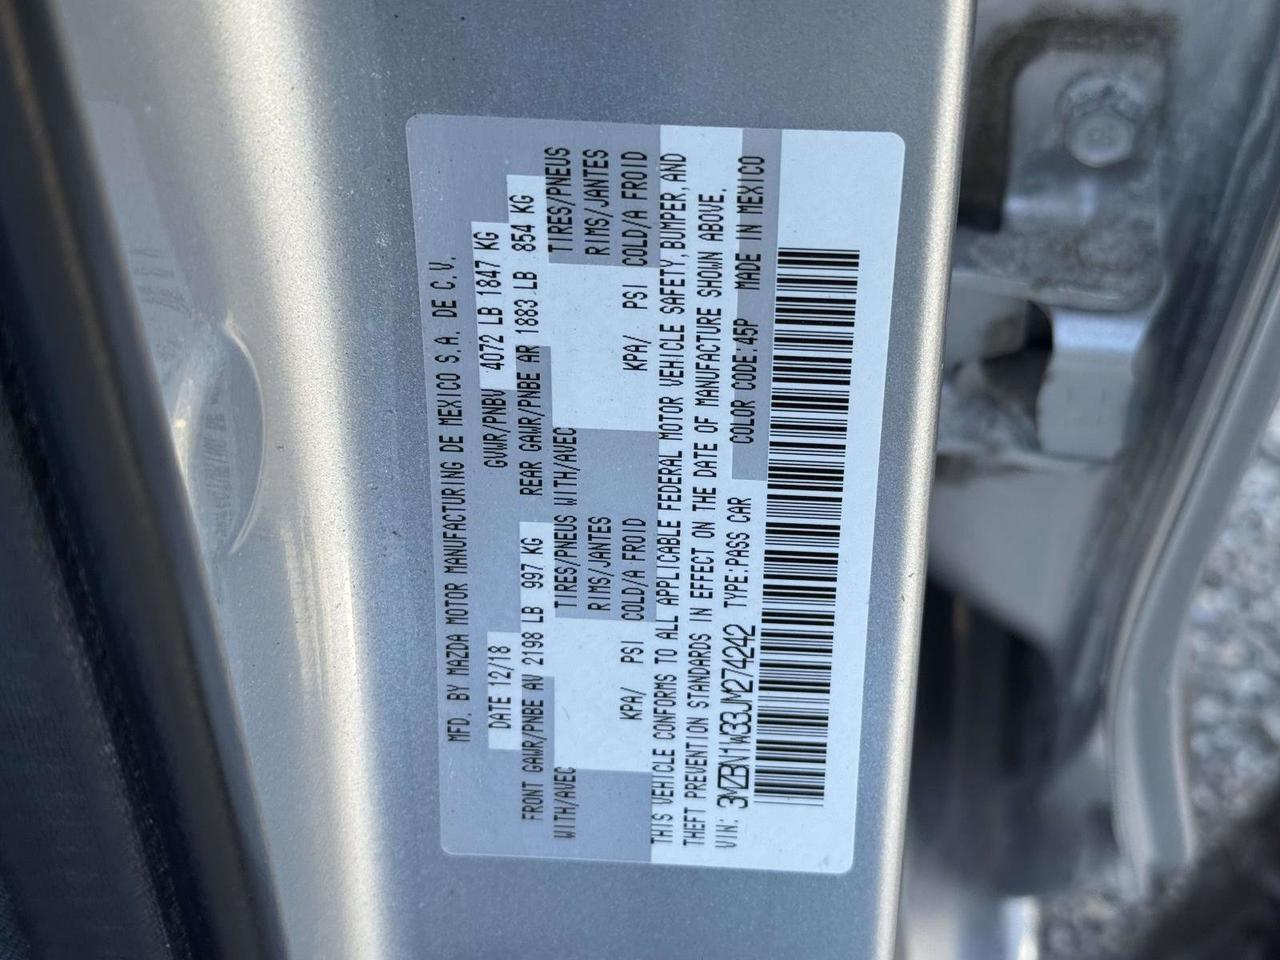 MFD. BY MAZDA MOTOR MANUFACTURING DE MEXICO S.A. DE C.V.
DATE 12/18 GVWR/PNBV 4072 LB 1847 KG
FRONT GAWR/PNBE AV 2198 LB 997 KG REAR GAWR/PNBE AR 1883 LB 854 KG
WITH/AVEC TIRES/PNEUS WITH/AVEC TIRES/PNEUS
RIMS/JANTES RIMS/JANTES
KPA/ PSI COLD/A FROID KPA/ PSI COLD/A FROID
THIS VEHICLE CONFORMS TO ALL APPLICABLE FEDERAL MOTOR VEHICLE SAFETY, BUMPER, AND
THEFT PREVENTION STANDARDS IN EFFECT ON THE DATE OF MANUFACTURE SHOWN ABOVE.
VIN: 3MZBN1W33JM274242 TYPE:PASS CAR COLOR CODE:45P MADE IN MEXICO